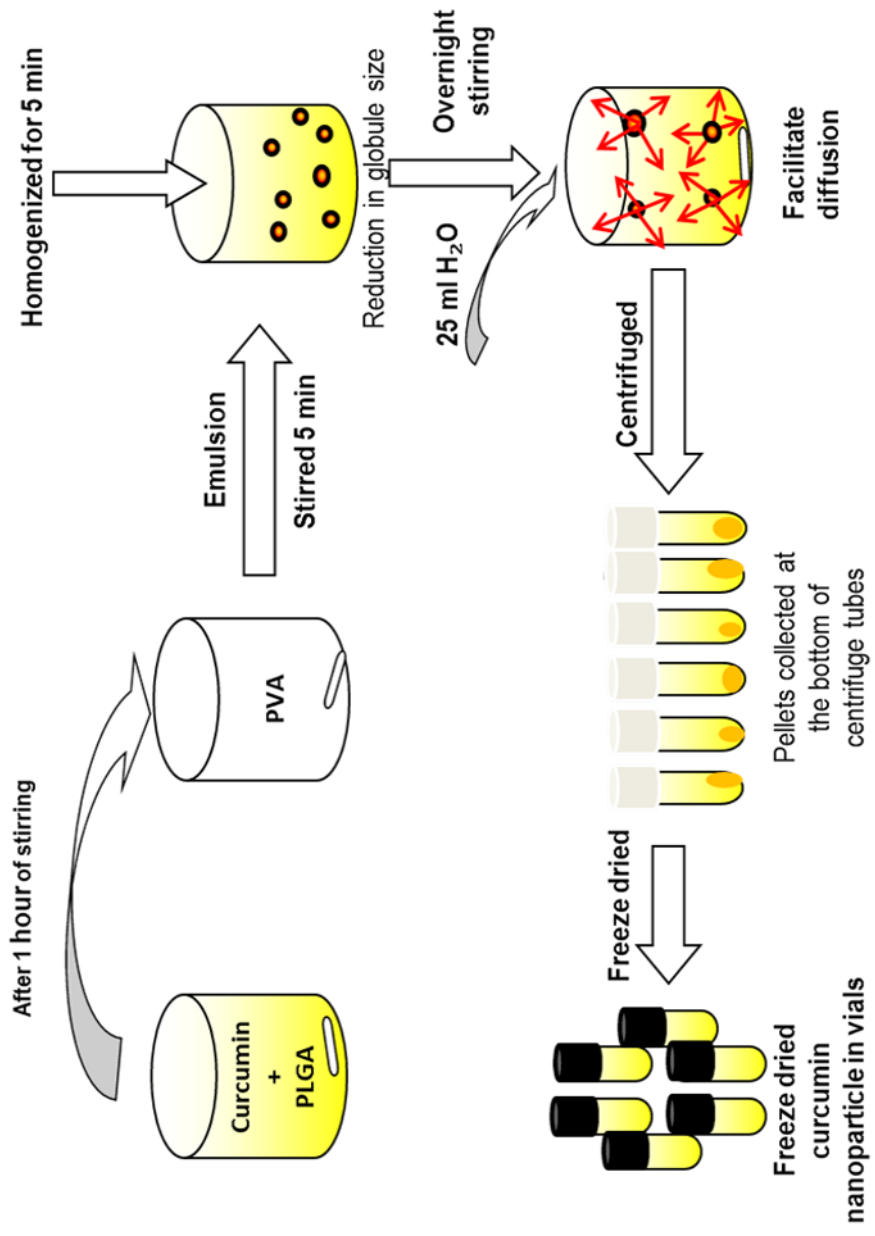 After 1 hour of stirring
Curcumin
+
PLGA
PVA
Emulsion
Stirred 5 min
Homogenized for 5 min
Reduction in globule size
25 ml H₂O
Overnight
stirring
Facilitate
diffusion
Centrifuged
Pellets collected at
the bottom of
centrifuge tubes
Freeze dried
Freeze dried
curcumin
nanoparticle in vials